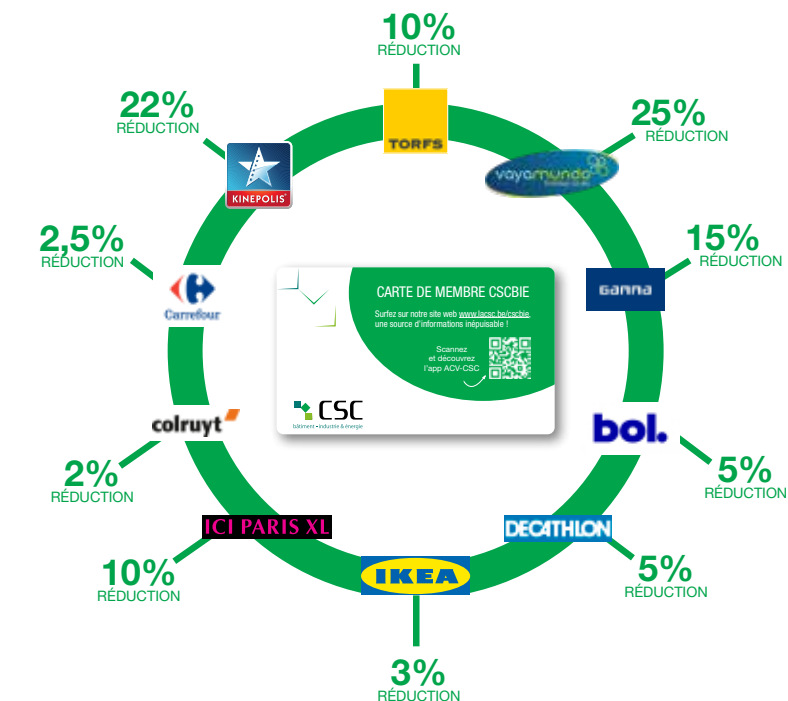 10%
RÉDUCTION
TORFS
22%
RÉDUCTION
KINEPOLIS
25%
RÉDUCTION
vayamundo
2,5%
RÉDUCTION
Carrefour
15%
RÉDUCTION
GAMMA
CARTE DE MEMBRE CSCBIE
Surfez sur notre site web www.lacsc.be/cscbie,
une source d'informations inépuisable !
Scannez
et découvrez
l'app ACV-CSC
CSC
bâtiment • industrie & énergie
colruyt
2%
RÉDUCTION
bol.
5%
RÉDUCTION
ICI PARIS XL
10%
RÉDUCTION
DECATHLON
5%
RÉDUCTION
IKEA
3%
RÉDUCTION